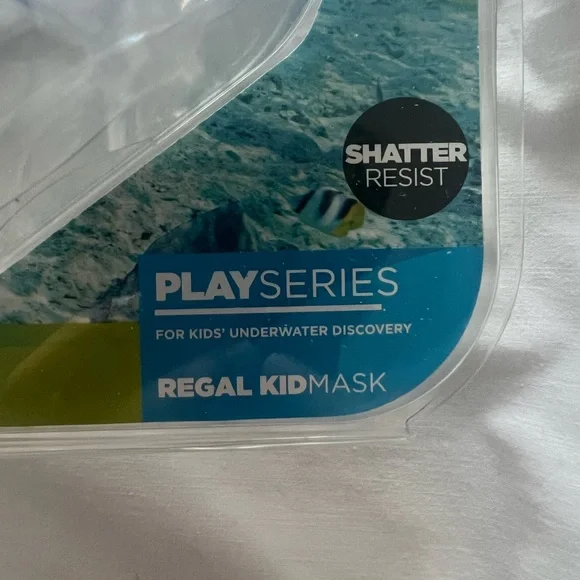 SHATTER
RESIST
PLAYSERIES
FOR KIDS' UNDERWATER DISCOVERY
REGAL KIDMASK